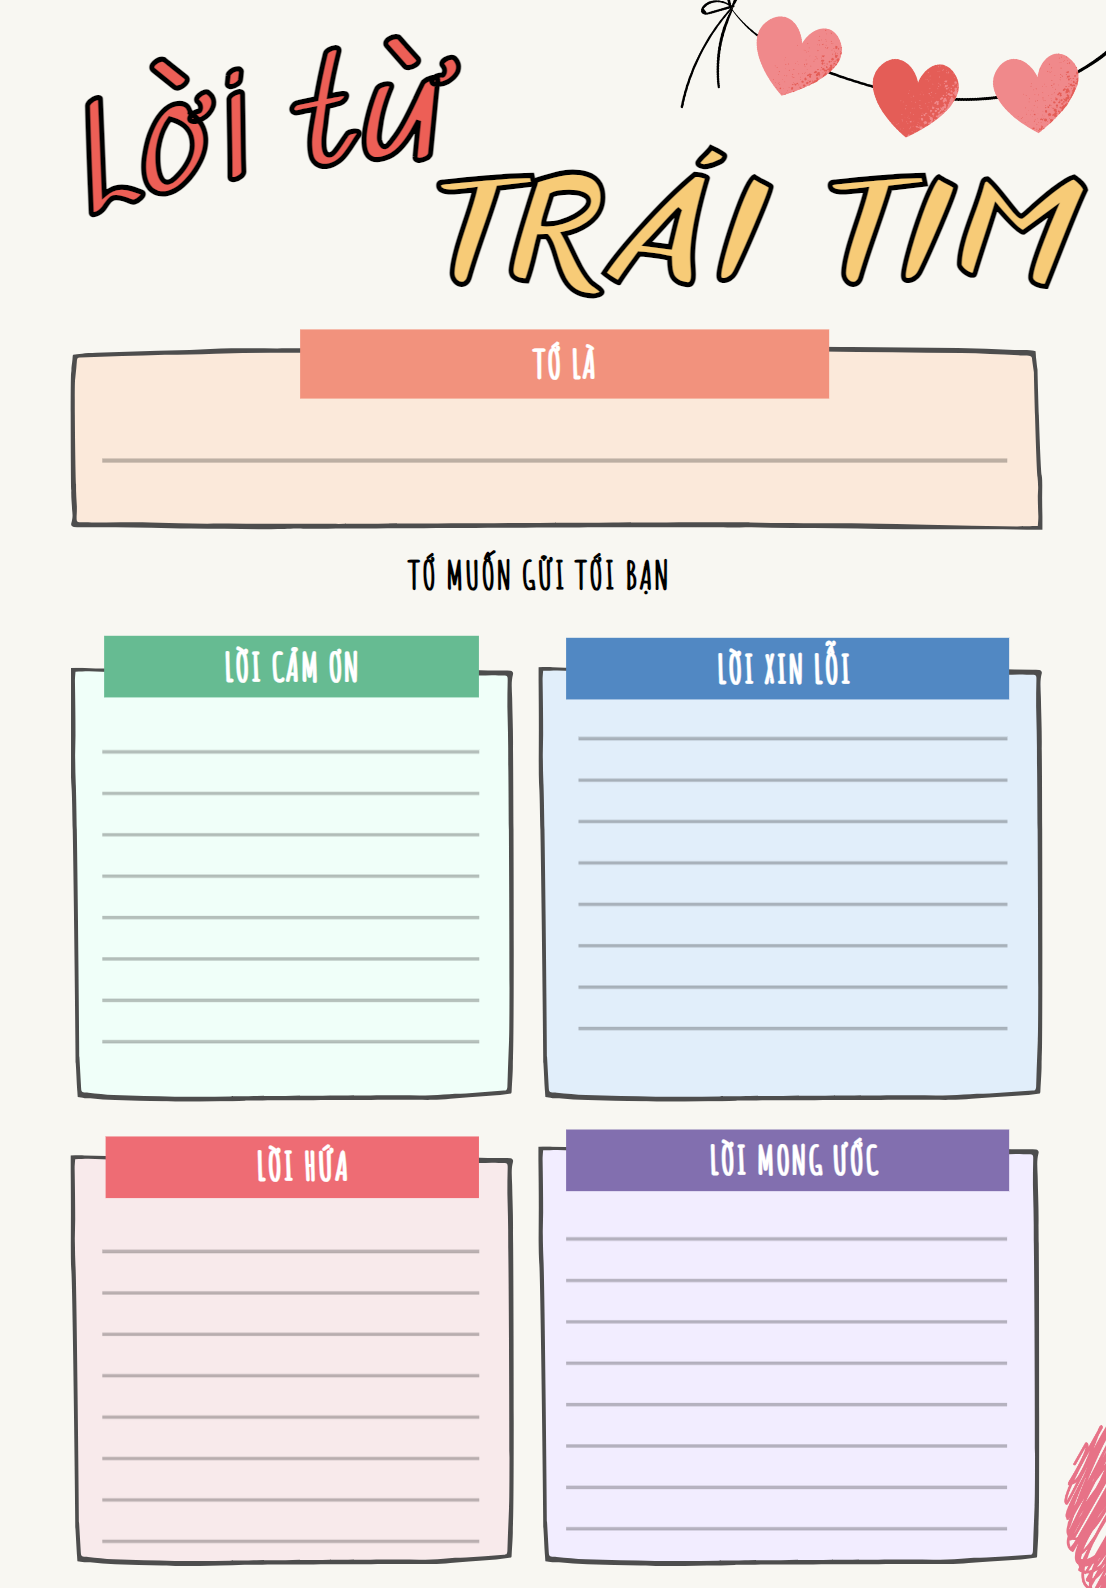 Lời từ
TRÁI TIM
TỚ LÀ
TỚ MUỐN GỬI TỚI BẠN
LỜI CẢM ƠN
LỜI XIN LỖI
LỜI HỨA
LỜI MONG ƯỚC